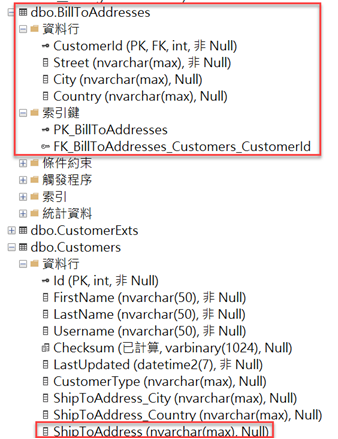 dbo.BillToAddresses
資料行
CustomerId (PK, FK, int, 非 Null)
Street (nvarchar(max), 非 Null)
City (nvarchar(max), Null)
Country (nvarchar(max), Null)
索引鍵
PK_BillToAddresses
FK_BillToAddresses_Customers_CustomerId
條件約束
觸發程序
索引
統計資料
dbo.CustomerExts
dbo.Customers
資料行
Id (PK, int, 非 Null)
FirstName (nvarchar(50), 非 Null)
LastName (nvarchar(50), 非 Null)
Username (nvarchar(50), 非 Null)
Checksum (已計算, varbinary(1024), Null)
LastUpdated (datetime2(7), 非 Null)
CustomerType (nvarchar(max), Null)
ShipToAddress_City (nvarchar(max), Null)
ShipToAddress_Country (nvarchar(max), Null)
ShipToAddress (nvarchar(max), Null)